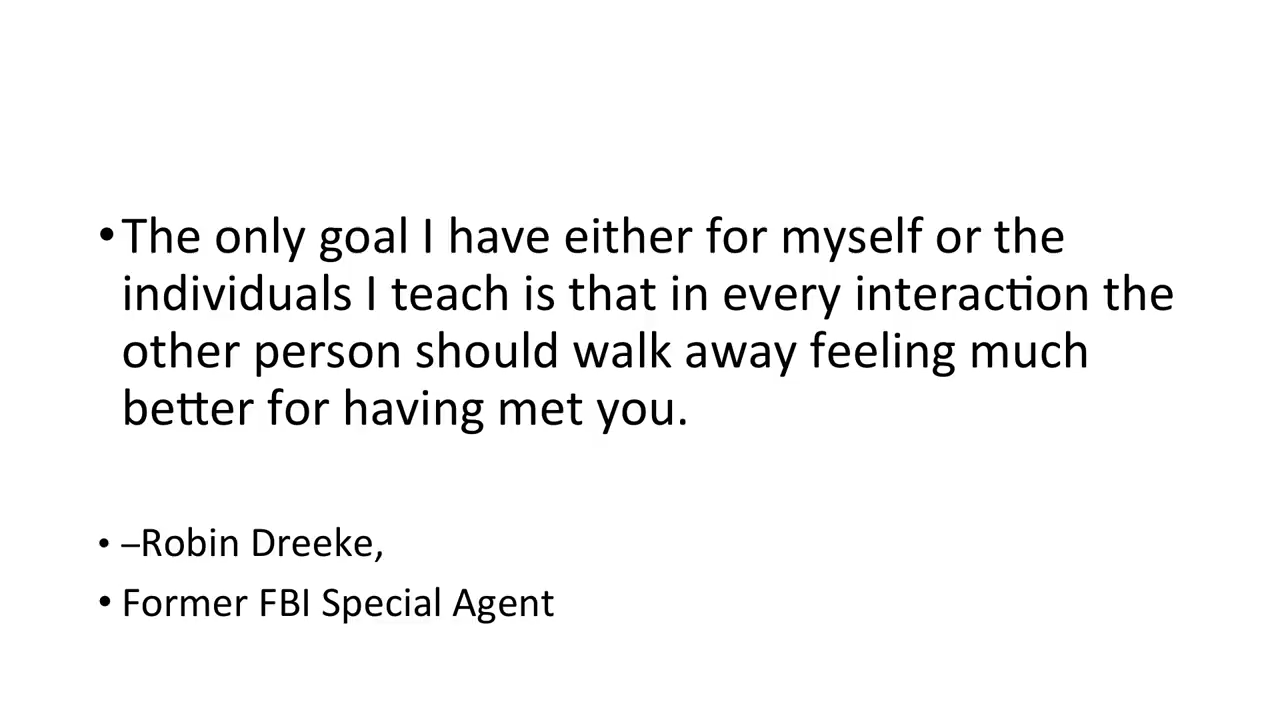 •The only goal I have either for myself or the
individuals I teach is that in every interaction the
other person should walk away feeling much
better for having met you.
• –Robin Dreeke,
• Former FBI Special Agent